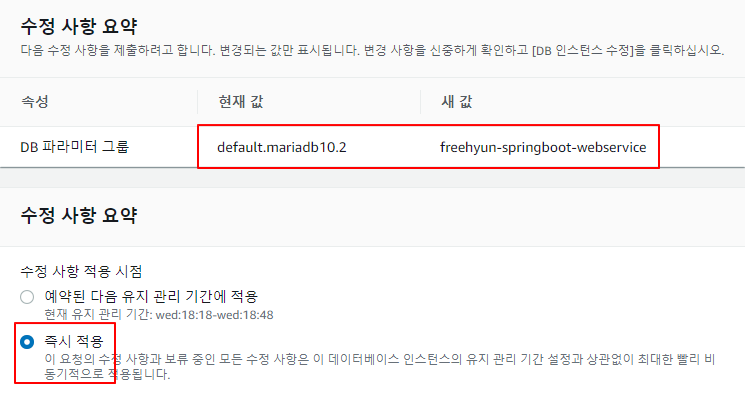 수정 사항 요약
다음 수정 사항을 제출하려고 합니다. 변경되는 값만 표시됩니다. 변경 사항을 신중하게 확인하고 [DB 인스턴스 수정]을 클릭하십시오.
속성 현재 값 새 값
DB 파라미터 그룹 default.mariadb10.2 freehyun-springboot-webservice
수정 사항 요약
수정 사항 적용 시점
예약된 다음 유지 관리 기간에 적용
현재 유지 관리 기간: wed:18:18-wed:18:48
즉시 적용
이 요청의 수정 사항과 보류 중인 모든 수정 사항은 이 데이터베이스 인스턴스의 유지 관리 기간 설정과 상관없이 최대한 빨리 비
동기적으로 적용됩니다.